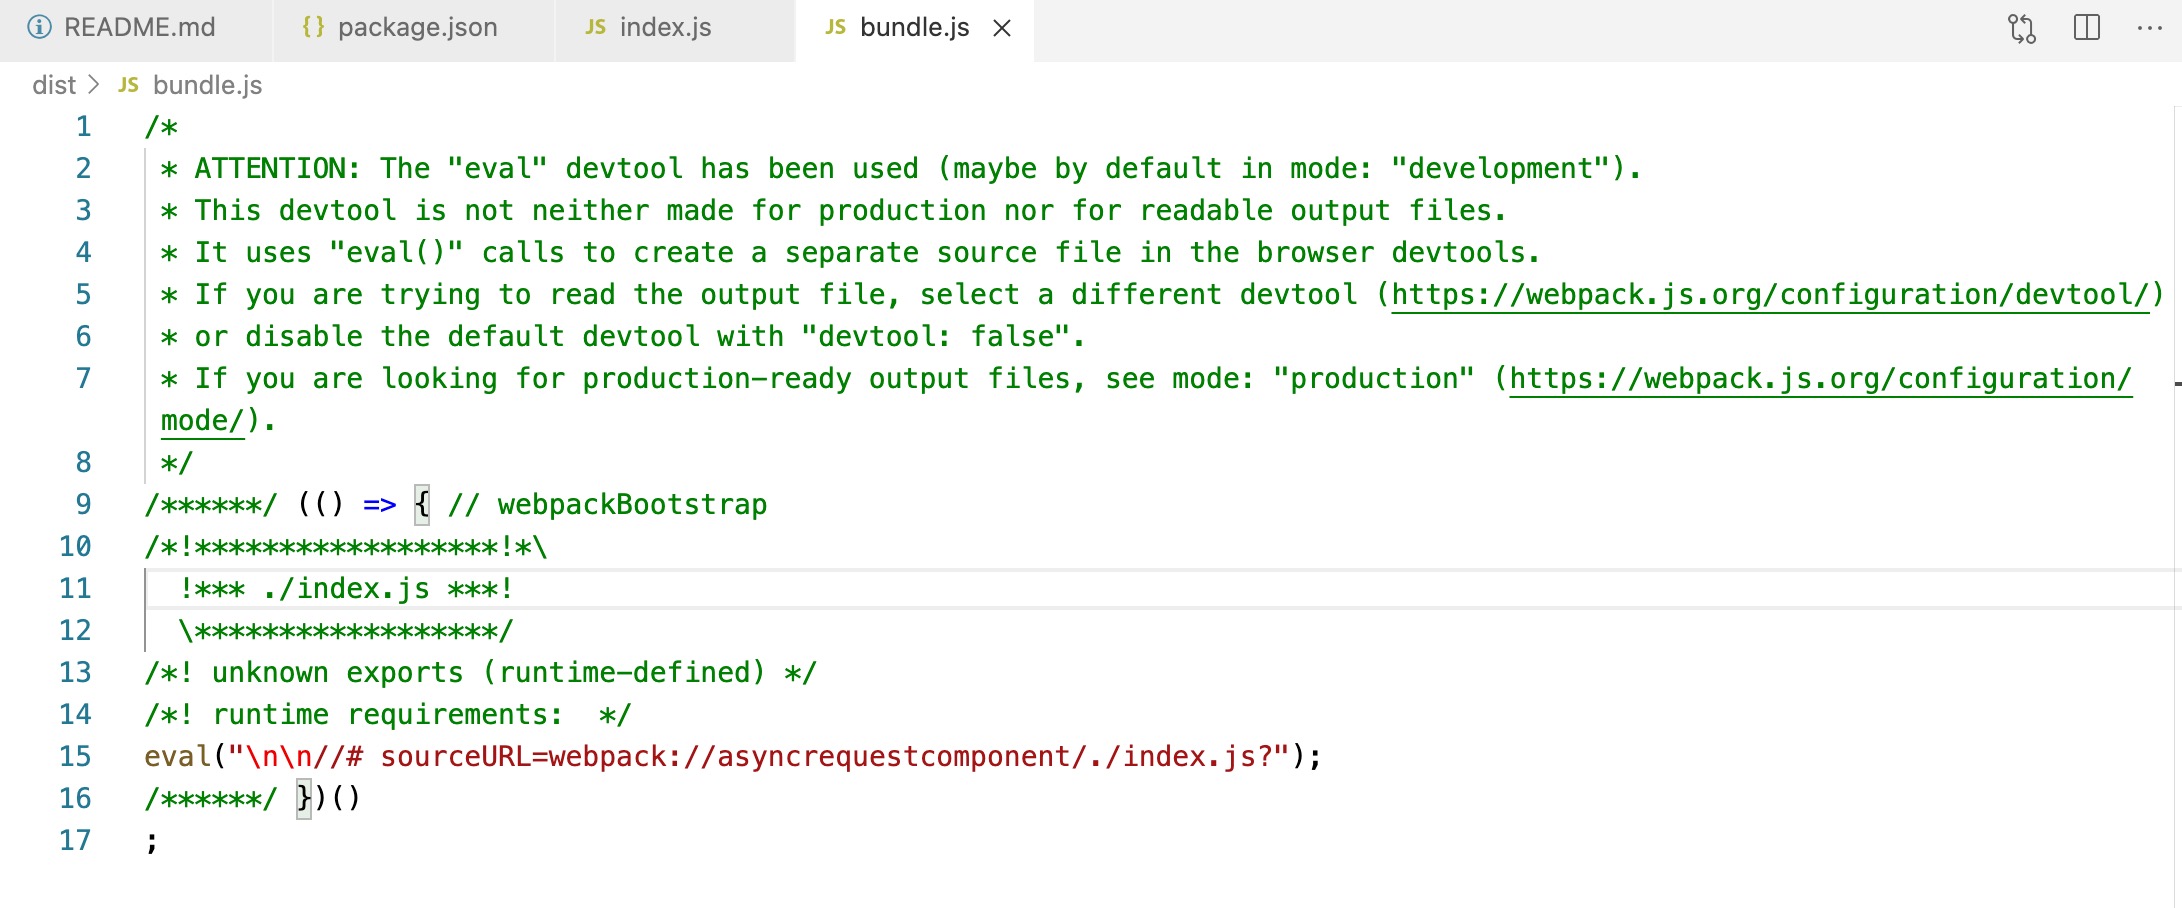 README.md
{} package.json
JS index.js
JS bundle.js
dist > JS bundle.js
1 /*
2  * ATTENTION: The "eval" devtool has been used (maybe by default in mode: "development").
3  * This devtool is not neither made for production nor for readable output files.
4  * It uses "eval()" calls to create a separate source file in the browser devtools.
5  * If you are trying to read the output file, select a different devtool (https://webpack.js.org/configuration/devtool/)
6  * or disable the default devtool with "devtool: false".
7  * If you are looking for production-ready output files, see mode: "production" (https://webpack.js.org/configuration/
mode/).
8  */
9 /******/ (() => { // webpackBootstrap
10 /*!******************!*\
11   !*** ./index.js ***!
12   \******************/
13 /*! unknown exports (runtime-defined) */
14 /*! runtime requirements:  */
15 eval("\n\n//# sourceURL=webpack://asyncrequestcomponent/./index.js?");
16 /******/ })()
17 ;